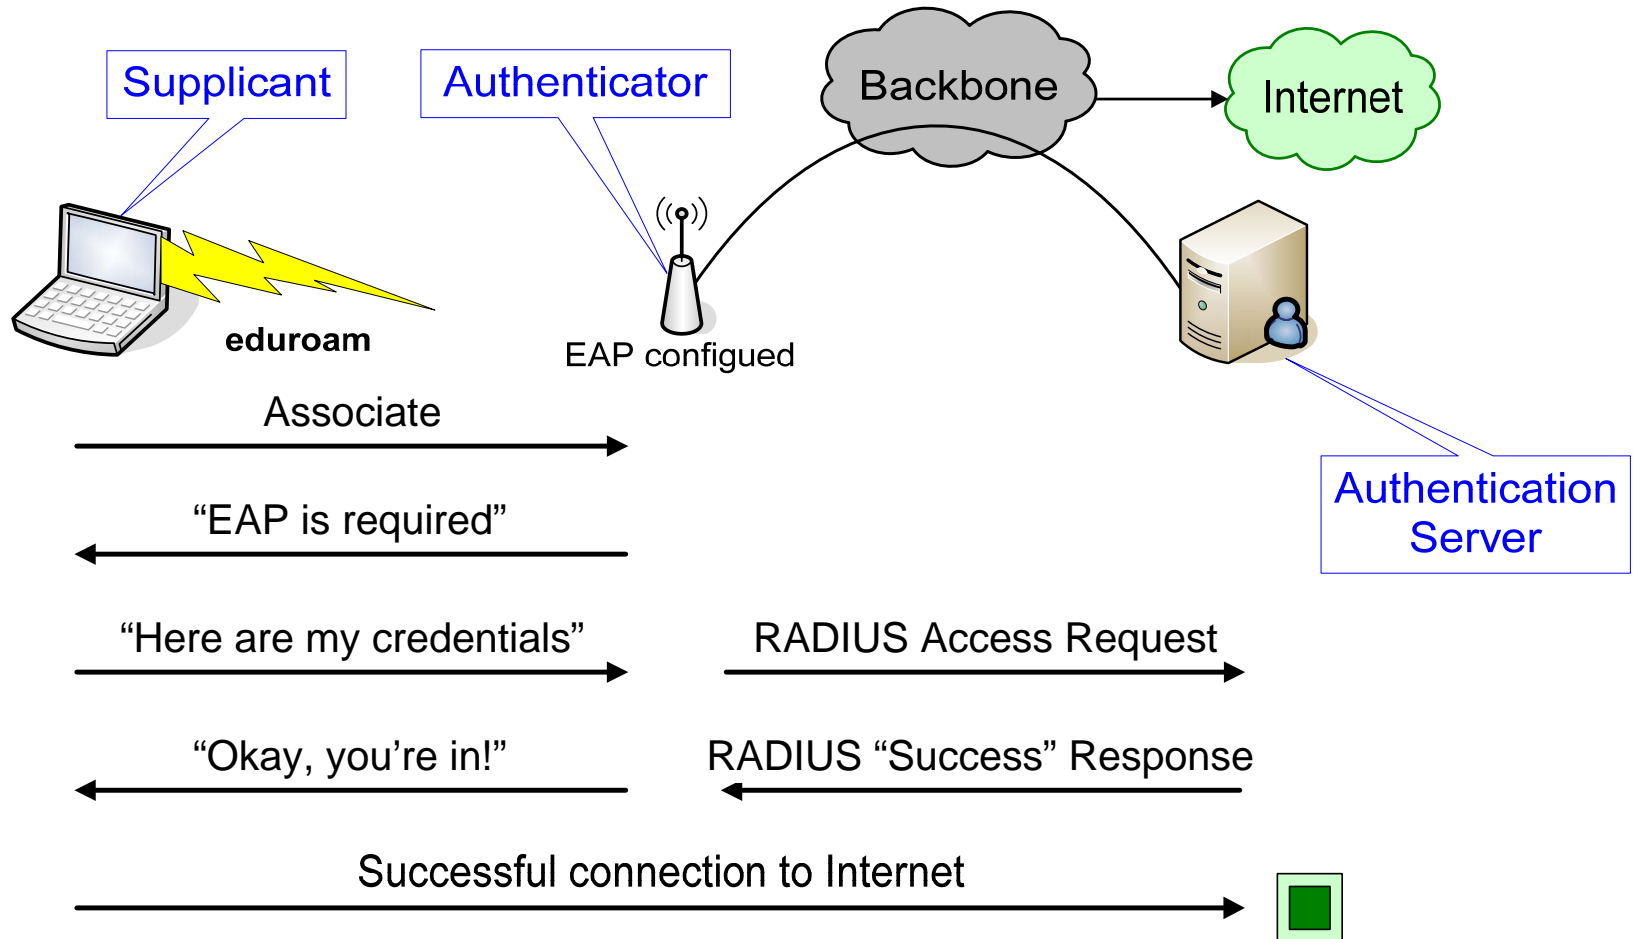 Supplicant
Authenticator
Backbone
Internet
eduroam
EAP configued
Associate
“EAP is required”
Authentication
Server
“Here are my credentials”
RADIUS Access Request
“Okay, you’re in!”
RADIUS “Success” Response
Successful connection to Internet